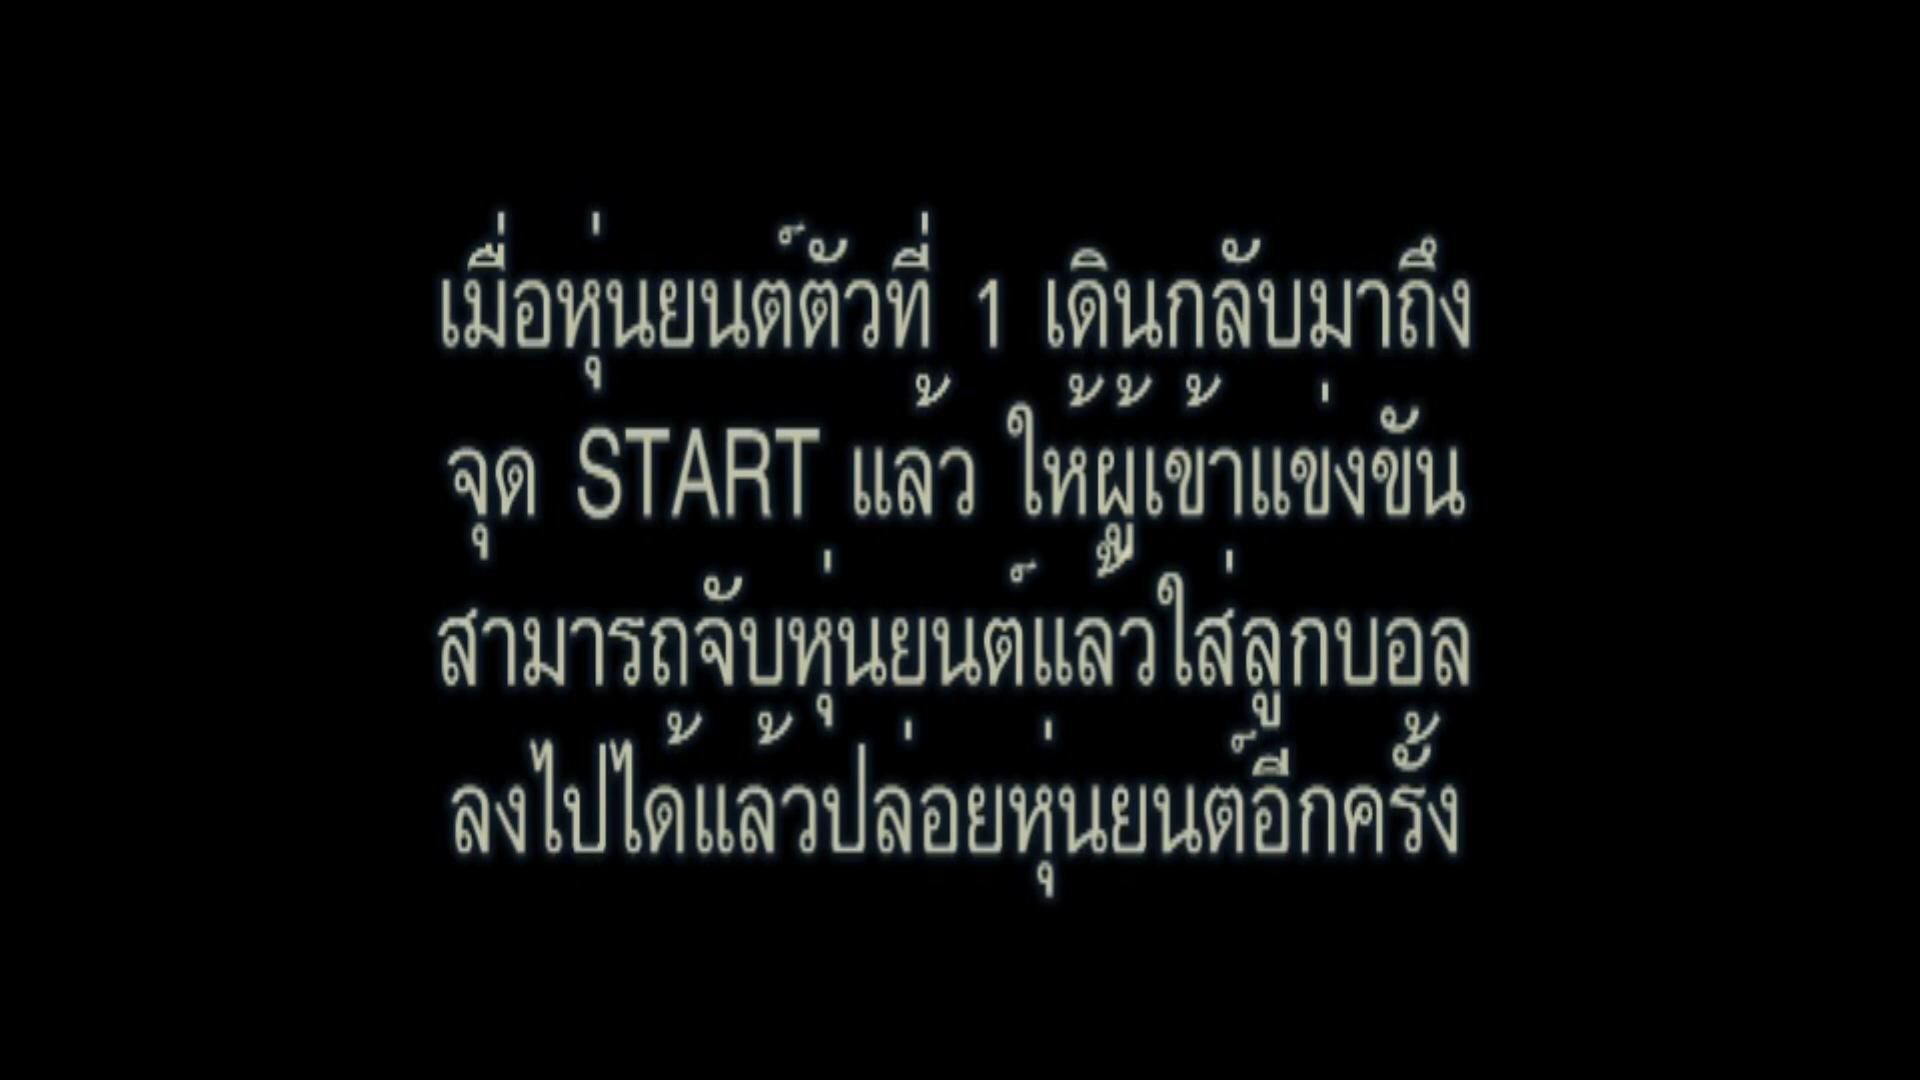 เมื่อหุ่นยนต์ตัวที่ 1 เดินกลับมาถึง
จุด START แล้ว ให้ผู้เข้าแข่งขัน
สามารถจับหุ่นยนต์แล้วใส่ลูกบอล
ลงไปได้แล้วปล่อยหุ่นยนต์อีกครั้ง